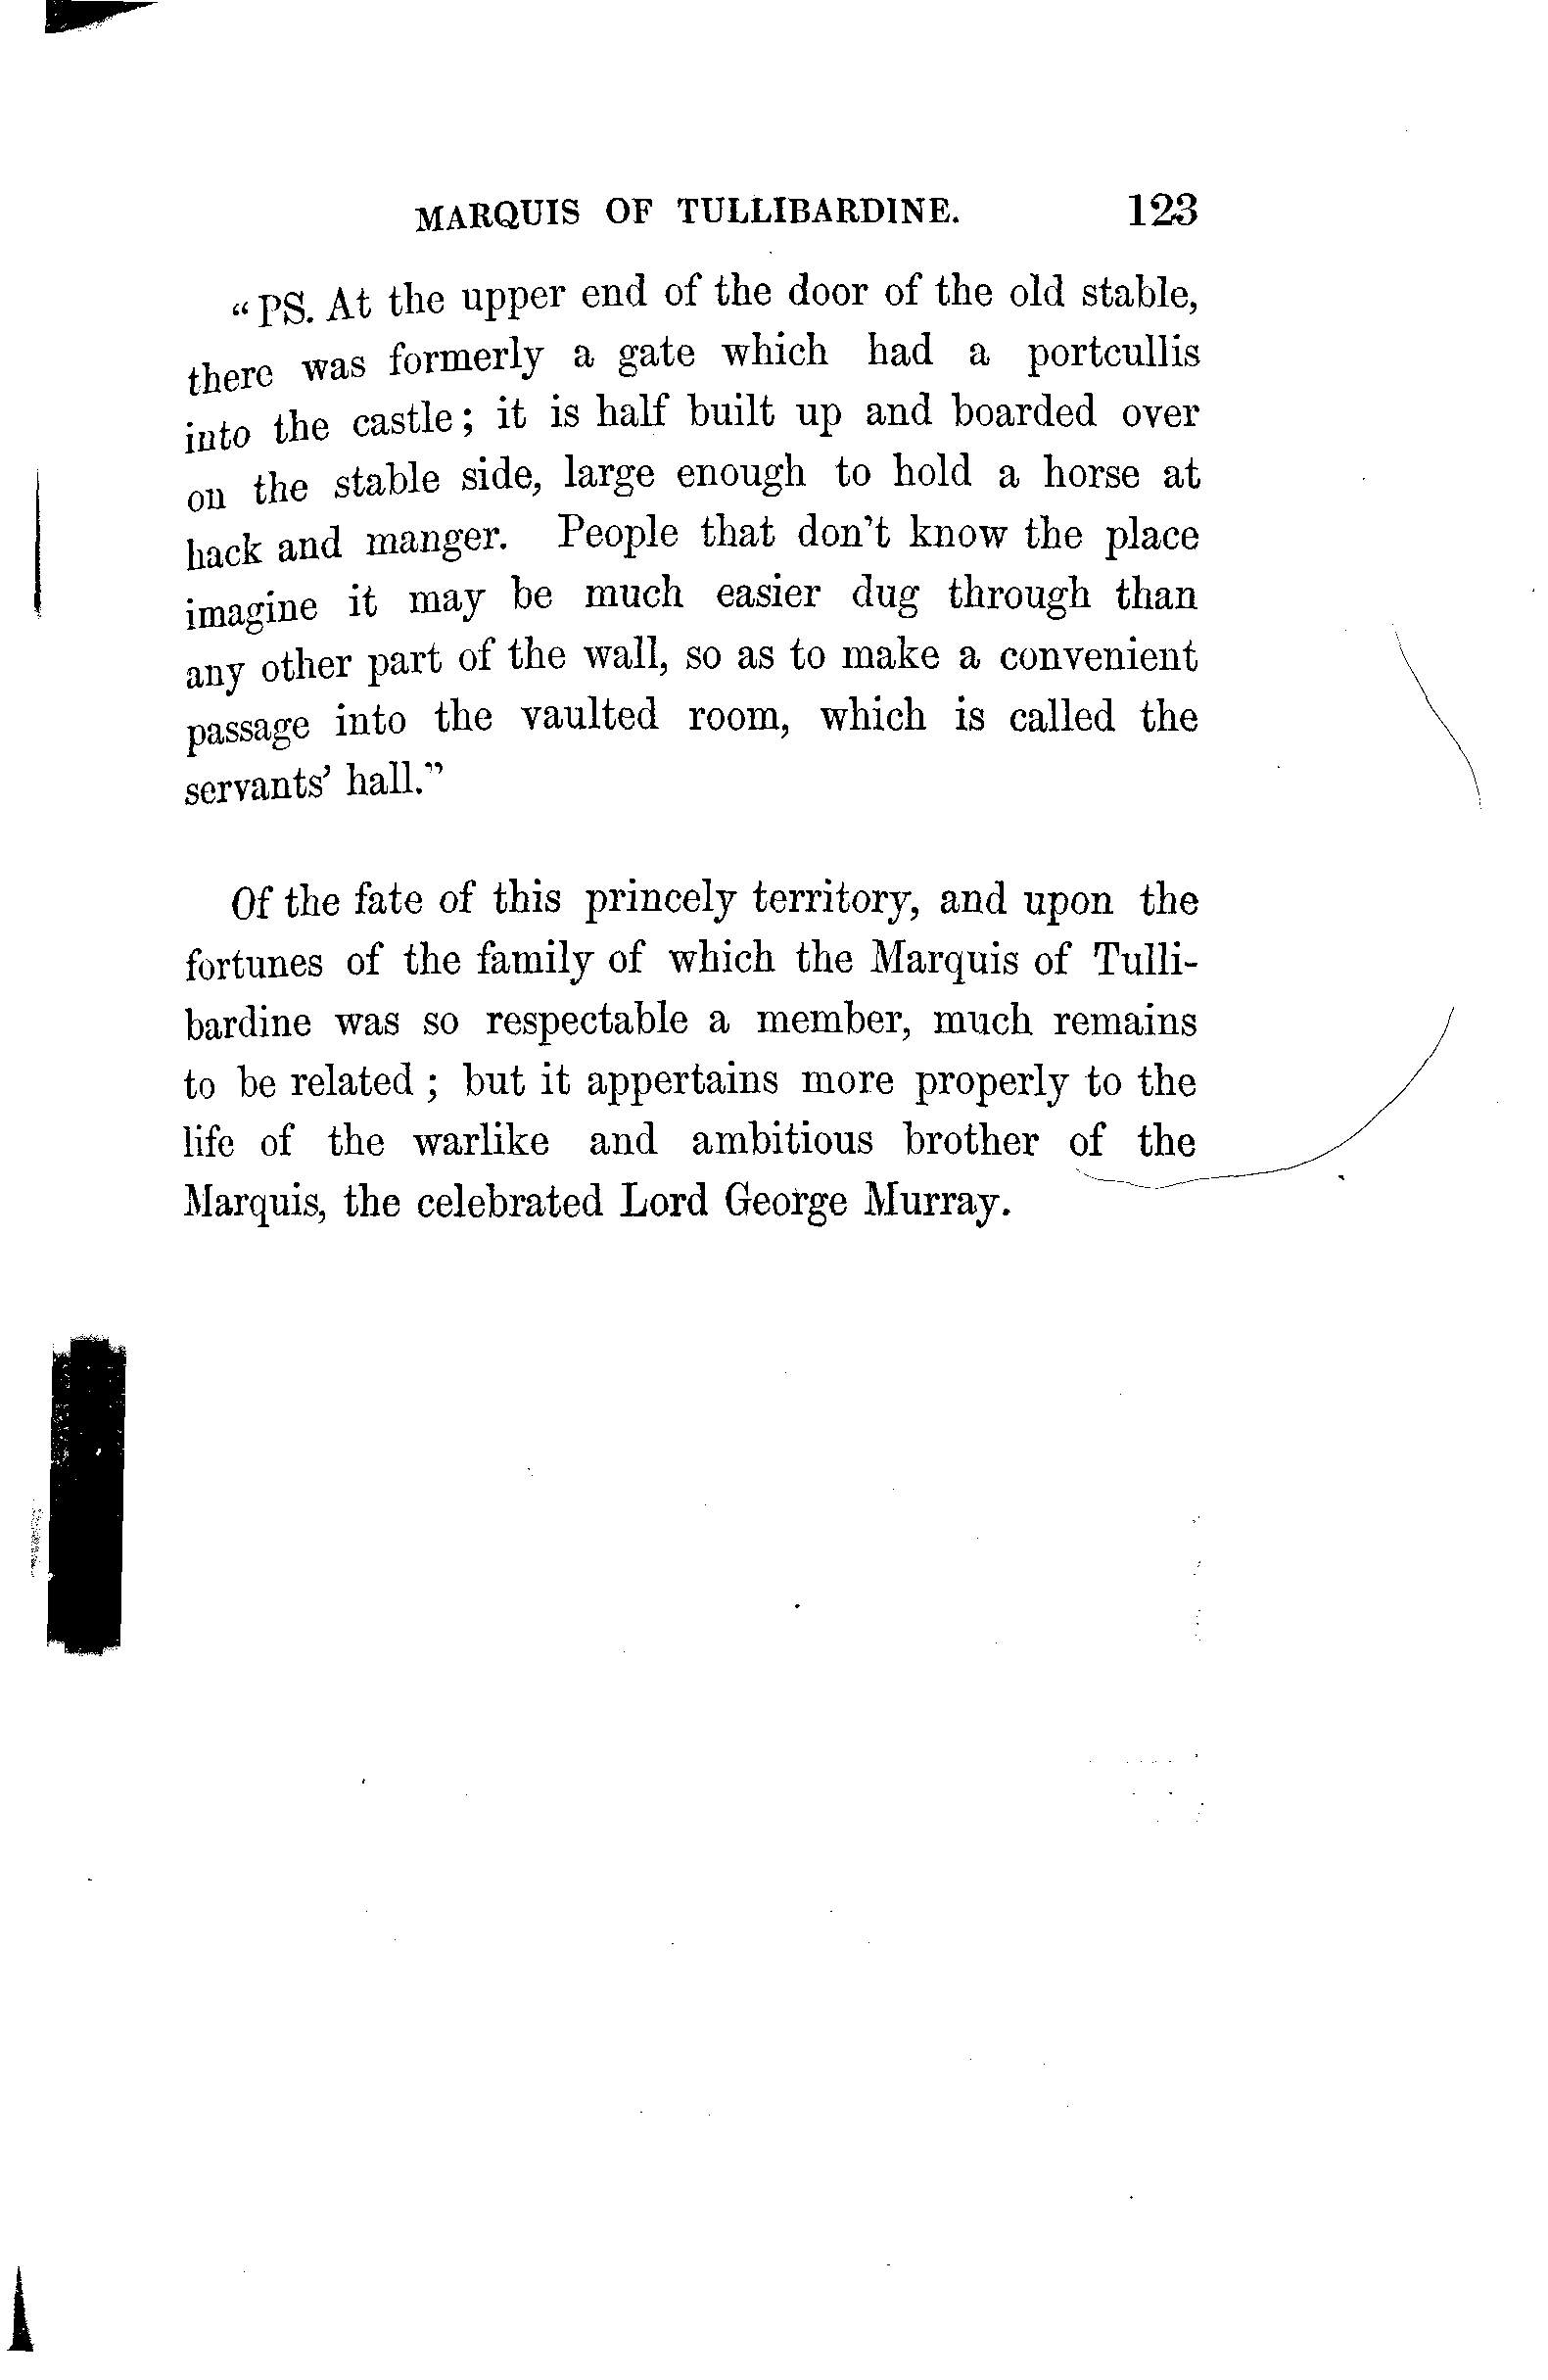 MARQUIS OF TULLIBARDINE. 123
“PS. At the upper end of the door of the old stable,
there was formerly a gate which had a portcullis
into the castle; it is half built up and boarded over
on the stable side, large enough to hold a horse at
hack and manger. People that don't know the place
imagine it may be much easier dug through than
any other part of the wall, so as to make a convenient
passage into the vaulted room, which is called the
servants' hall.”
Of the fate of this princely territory, and upon the
fortunes of the family of which the Marquis of Tulli-
bardine was so respectable a member, much remains
to be related; but it appertains more properly to the
life of the warlike and ambitious brother of the
Marquis, the celebrated Lord George Murray.